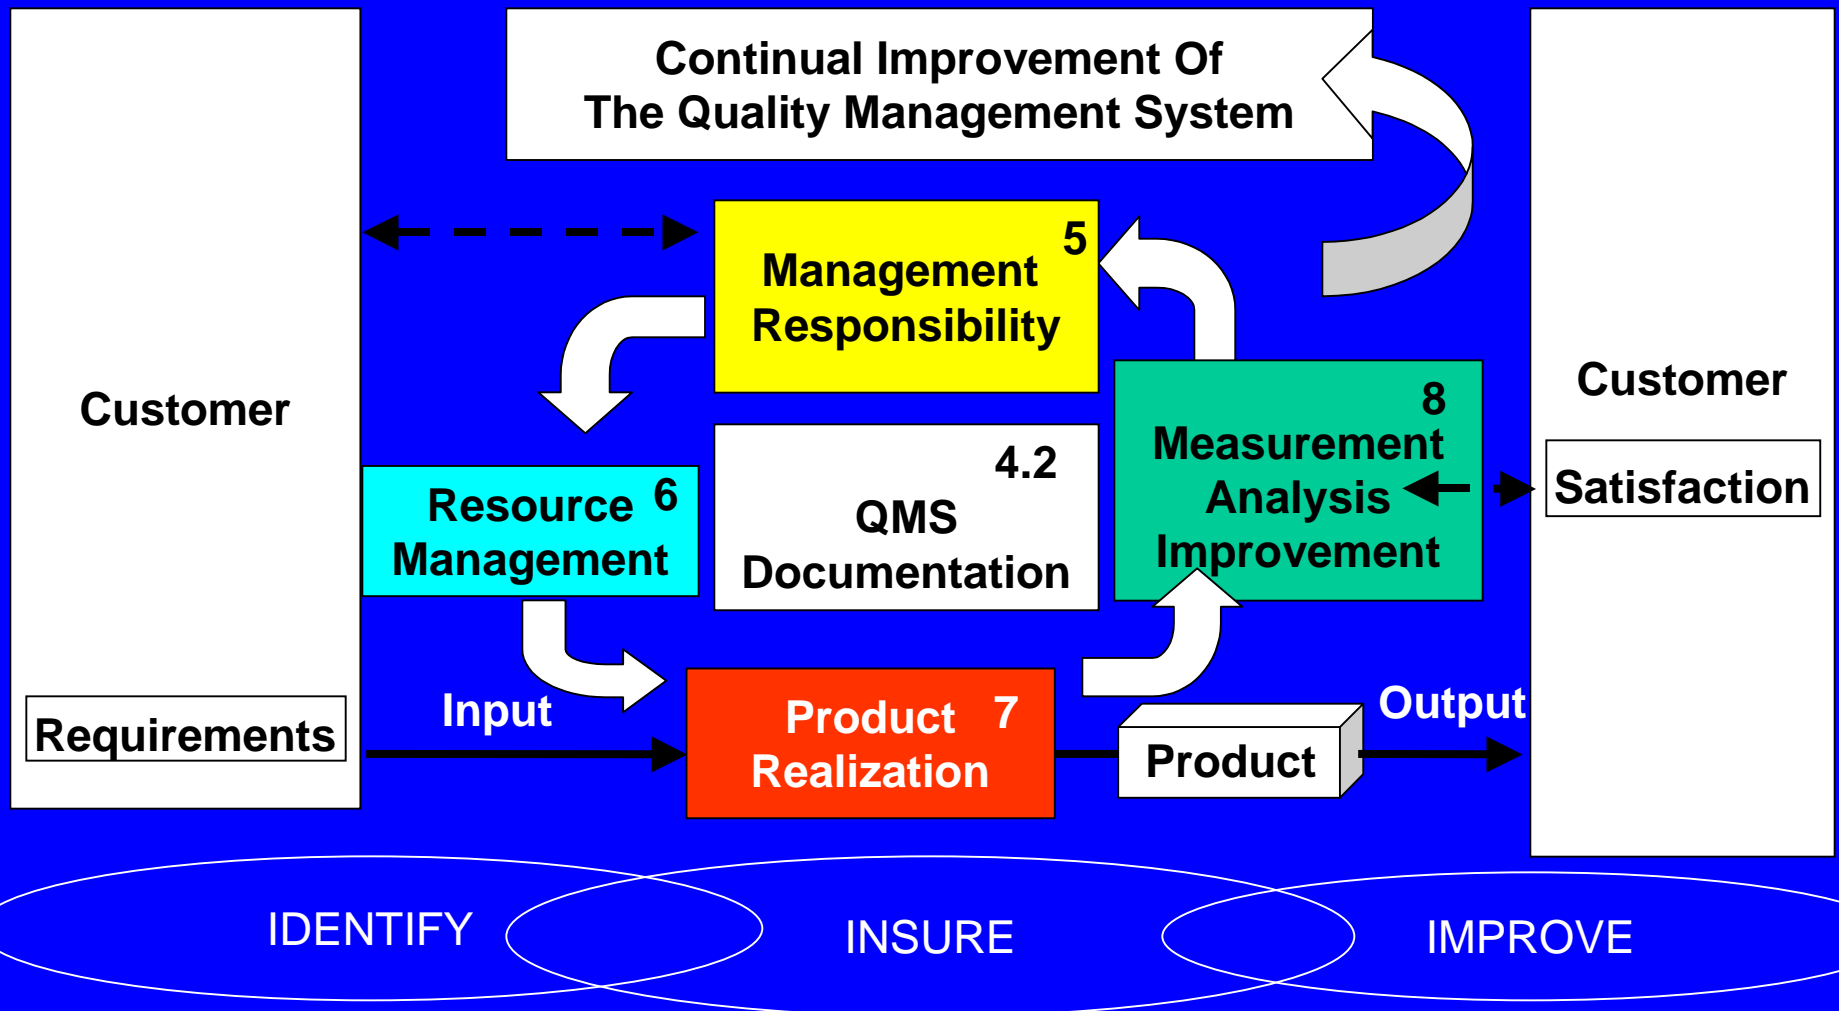 Continual Improvement Of
The Quality Management System
5
Management
Responsibility
Customer
Requirements
6
Resource
Management
4.2
QMS
Documentation
8
Measurement
Analysis
Improvement
Customer
Satisfaction
Input
7
Product
Realization
Product
Output
IDENTIFY
INSURE
IMPROVE